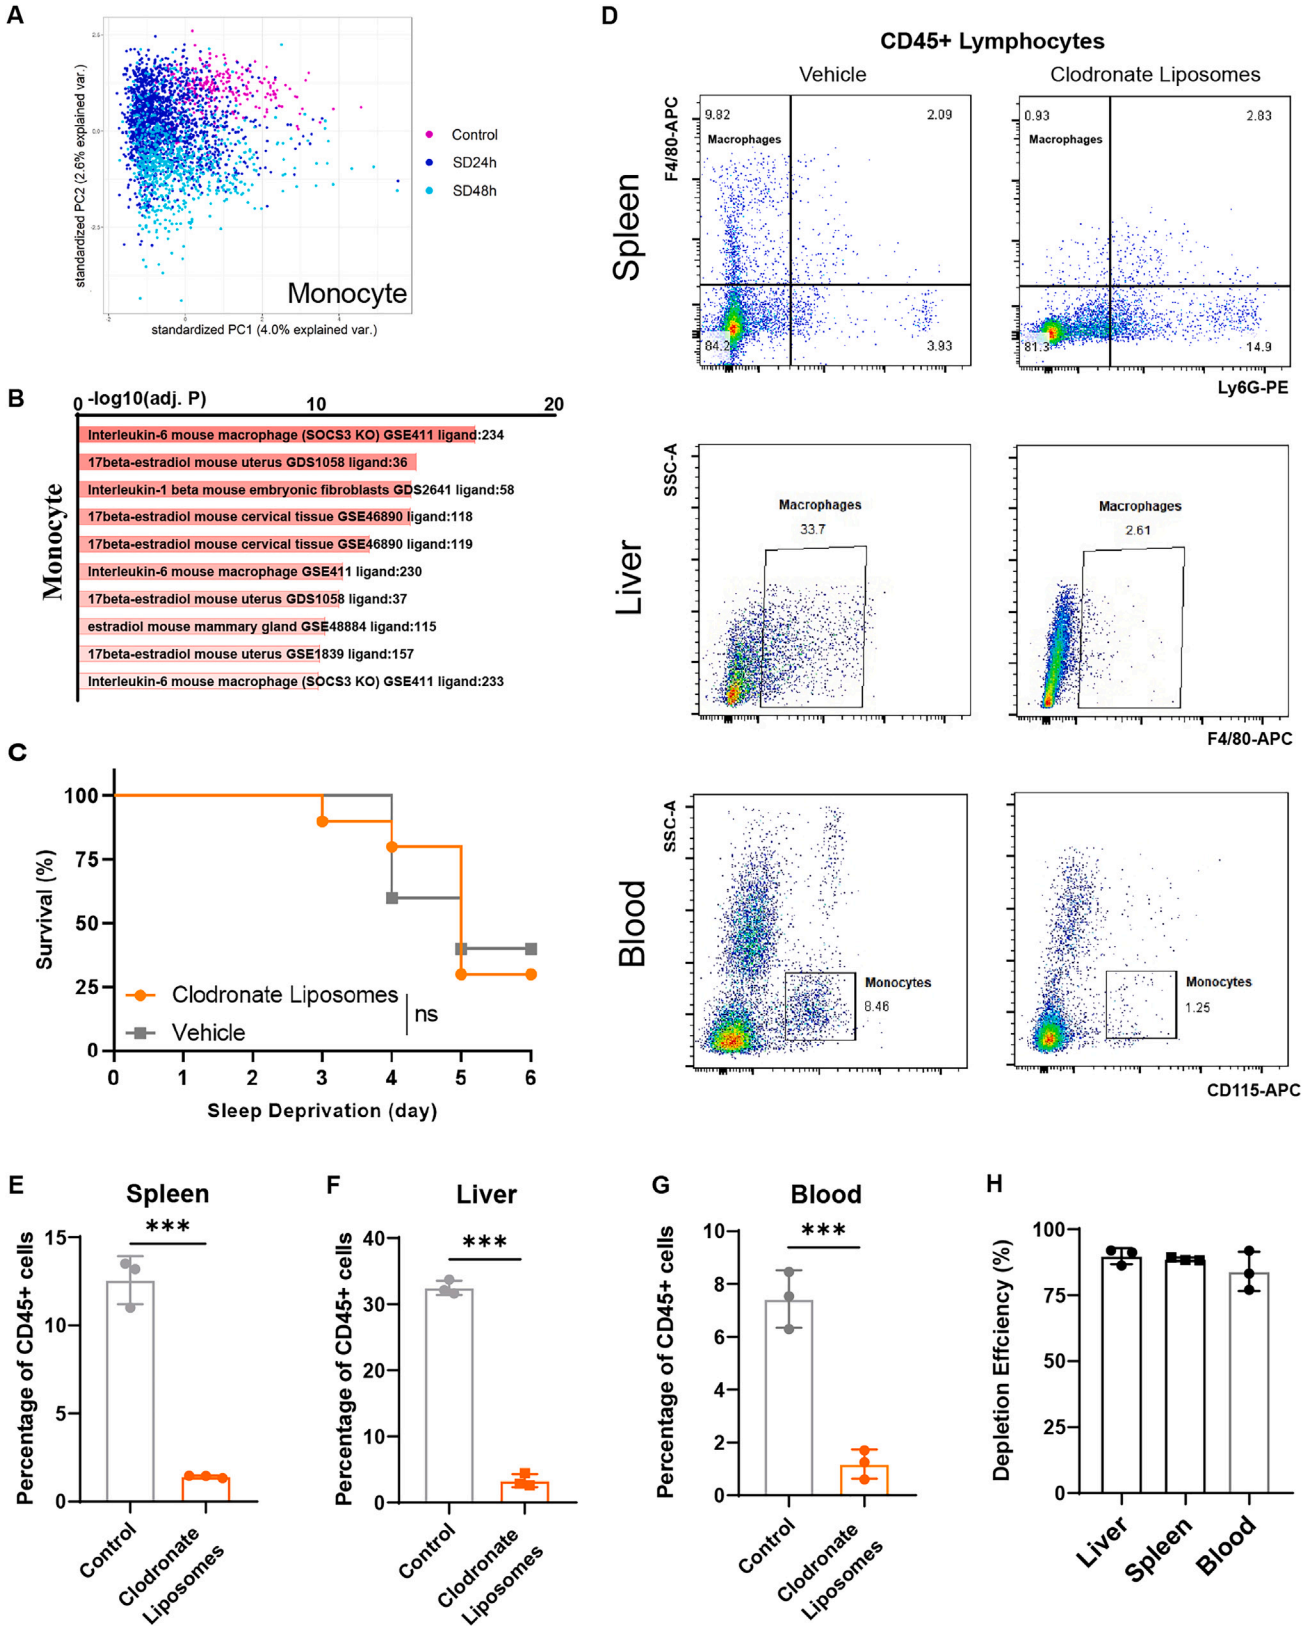 A
standardized PC2 (2.6% explained var.)
2.5
0.0
-2.5
-2
0
2
4
Monocyte
standardized PC1 (4.0% explained var.)
Control
SD24h
SD48h
B
0 -log10(adj. P) 10 20
Monocyte
Interleukin-6 mouse macrophage (SOCS3 KO) GSE411 ligand:234
17beta-estradiol mouse uterus GDS1058 ligand:36
Interleukin-1 beta mouse embryonic fibroblasts GDS2641 ligand:58
17beta-estradiol mouse cervical tissue GSE46890 ligand:118
17beta-estradiol mouse cervical tissue GSE46890 ligand:119
Interleukin-6 mouse macrophage GSE411 ligand:230
17beta-estradiol mouse uterus GDS1058 ligand:37
estradiol mouse mammary gland GSE48884 ligand:115
17beta-estradiol mouse uterus GSE1839 ligand:157
Interleukin-6 mouse macrophage (SOCS3 KO) GSE411 ligand:233
C
Survival (%)
100
75
50
25
0
Clodronate Liposomes
Vehicle
ns
0 1 2 3 4 5 6
Sleep Deprivation (day)
D
CD45+ Lymphocytes
Vehicle
Clodronate Liposomes
Spleen
F4/80-APC
9.82
2.09
Macrophages
84.2
3.93
0.93
2.83
Macrophages
81.3
14.9
Ly6G-PE
Liver
SSC-A
Macrophages
33.7
Macrophages
2.61
F4/80-APC
Blood
SSC-A
Monocytes
8.46
Monocytes
1.25
CD115-APC
E
Spleen
***
Percentage of CD45+ cells
15
10
5
0
Control
Clodronate
Liposomes
F
Liver
***
Percentage of CD45+ cells
40
30
20
10
0
Control
Clodronate
Liposomes
G
Blood
***
Percentage of CD45+ cells
10
8
6
4
2
0
Control
Clodronate
Liposomes
H
Depletion Effciency (%)
100
75
50
25
0
Liver
Spleen
Blood